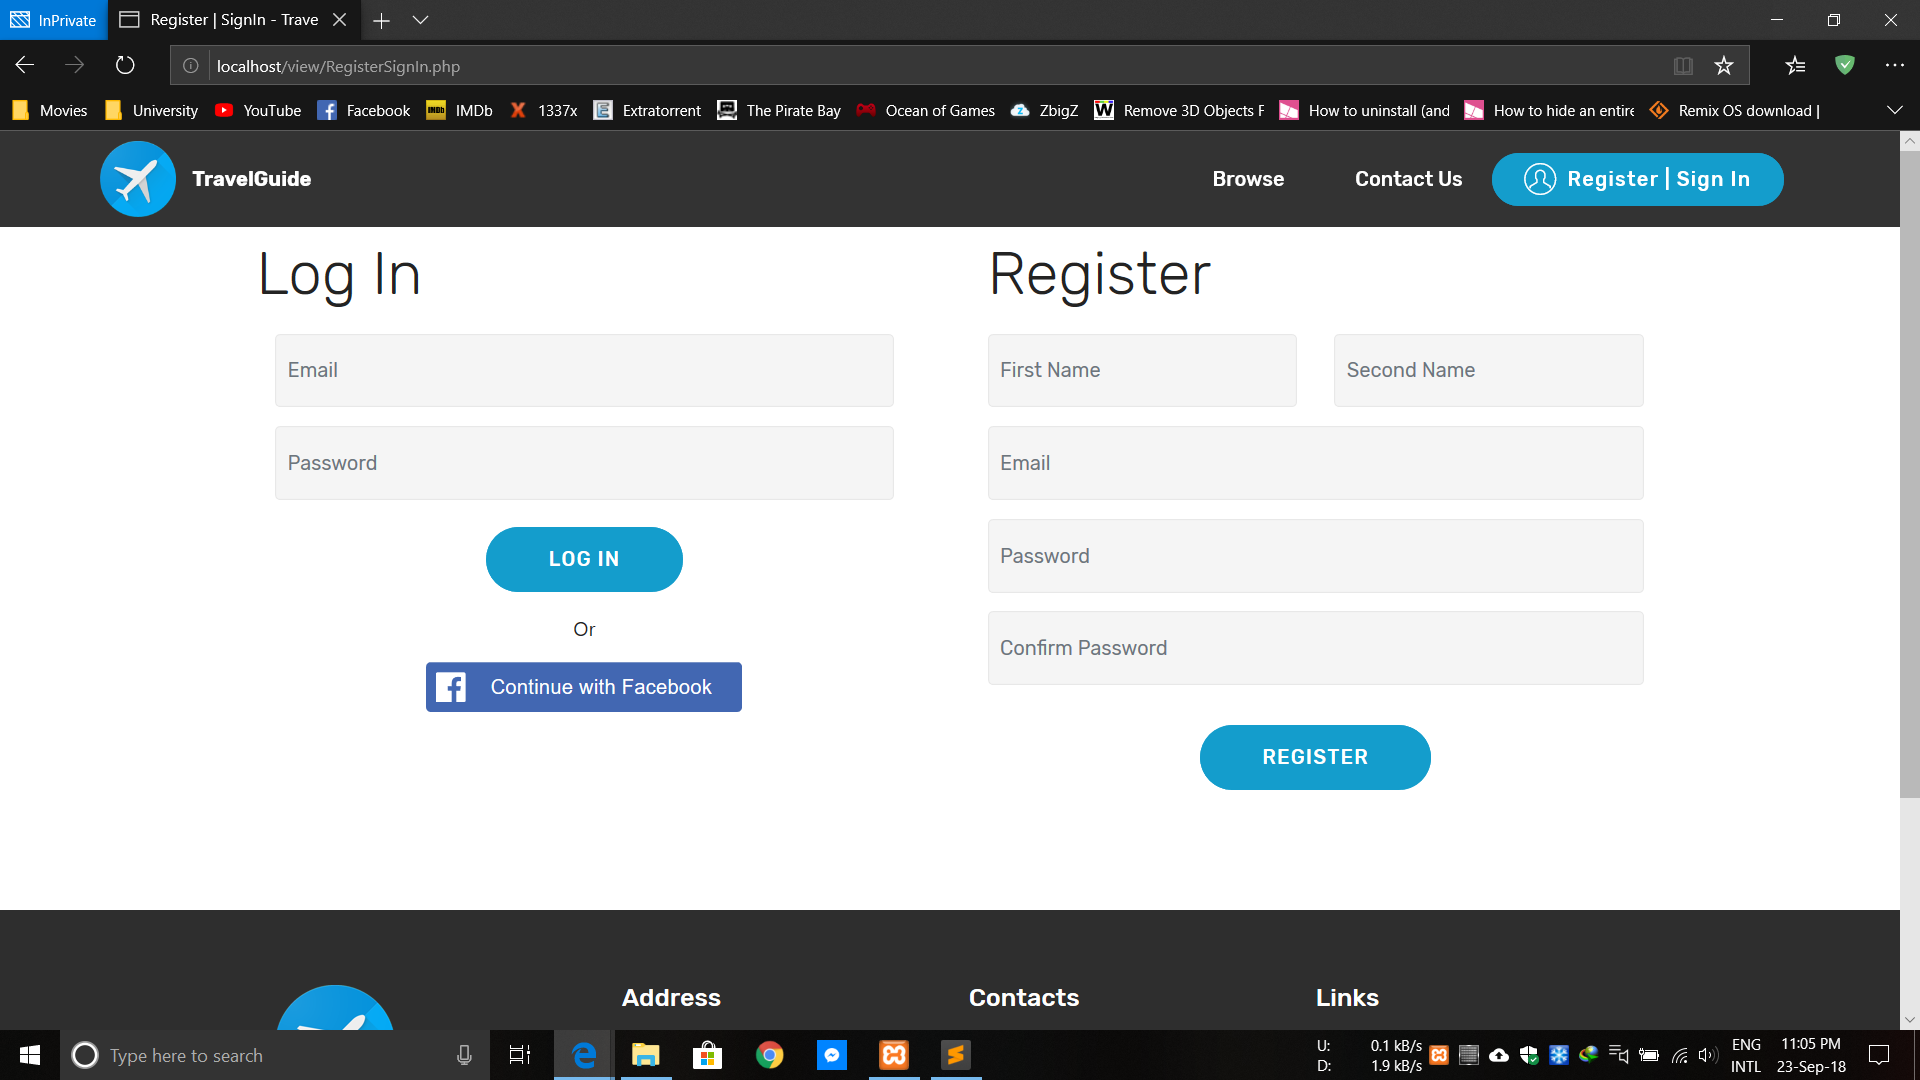 InPrivate
Register | SignIn - Trave
localhost/view/RegisterSignIn.php
Movies
University
YouTube
Facebook
IMDb
1337x
Extratorrent
The Pirate Bay
Ocean of Games
ZbigZ
Remove 3D Objects F
How to uninstall (and
How to hide an entire
Remix OS download |
TravelGuide
Browse
Contact Us
Register | Sign In
Log In
Email
Password
LOG IN
Or
Continue with Facebook
Register
First Name
Second Name
Email
Password
Confirm Password
REGISTER
Address
Contacts
Links
Type here to search
U: 0.1 kB/s
D: 1.9 kB/s
ENG
INTL
11:05 PM
23-Sep-18